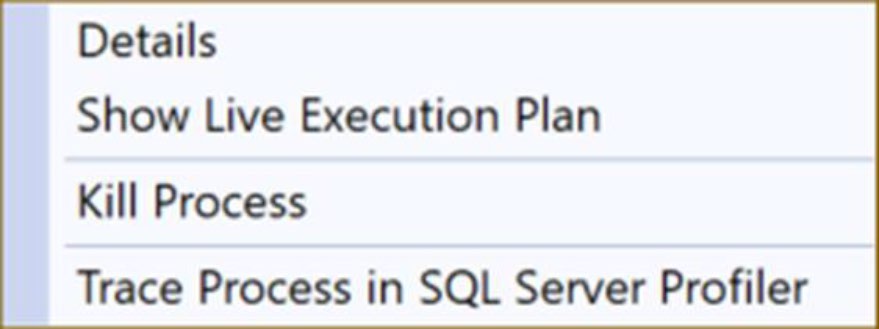 Details
Show Live Execution Plan
Kill Process
Trace Process in SQL Server Profiler